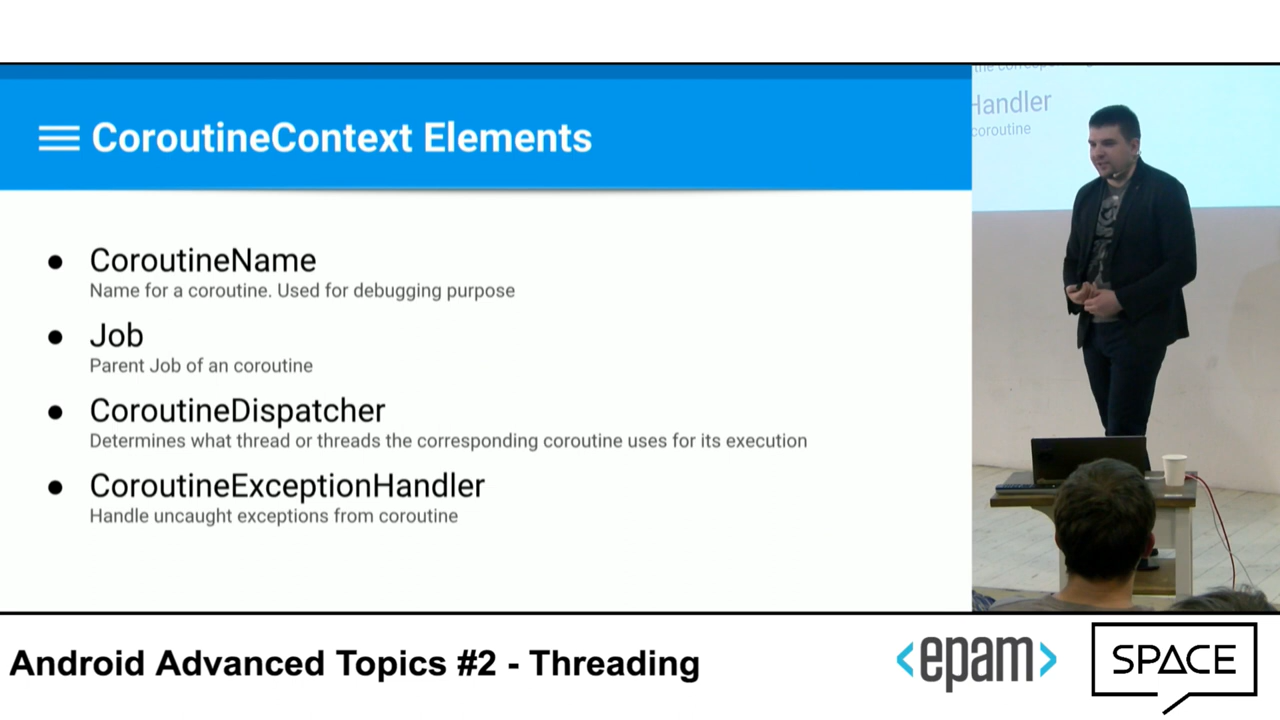 CoroutineContext Elements
CoroutineName
Name for a coroutine. Used for debugging purpose
Job
Parent Job of an coroutine
CoroutineDispatcher
Determines what thread or threads the corresponding coroutine uses for its execution
CoroutineExceptionHandler
Handle uncaught exceptions from coroutine
Handler
coroutine
Android Advanced Topics #2 - Threading
<epam>
SPACE